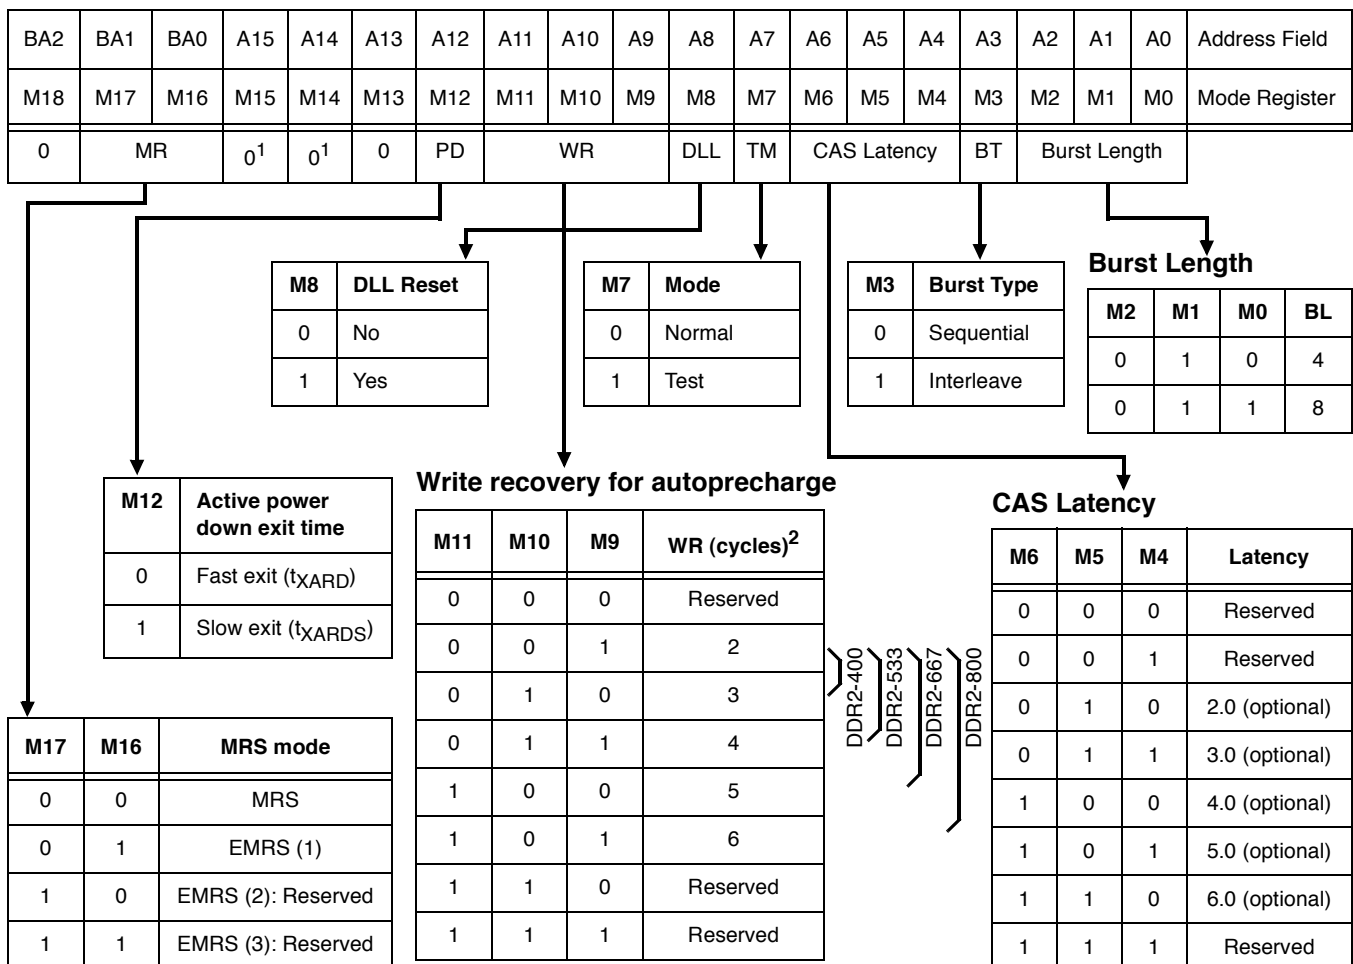 BA2 BA1 BA0 A15 A14 A13 A12 A11 A10 A9 A8 A7 A6 A5 A4 A3 A2 A1 A0 Address Field
M18 M17 M16 M15 M14 M13 M12 M11 M10 M9 M8 M7 M6 M5 M4 M3 M2 M1 M0 Mode Register
0 MR 0¹ 0¹ 0 PD WR DLL TM CAS Latency BT Burst Length
M8 DLL Reset
0 No
1 Yes
M7 Mode
0 Normal
1 Test
M3 Burst Type
0 Sequential
1 Interleave
Burst Length
M2 M1 M0 BL
0 1 0 4
0 1 1 8
M12 Active power
down exit time
0 Fast exit (tXARD)
1 Slow exit (tXARDS)
Write recovery for autoprecharge
M11 M10 M9 WR (cycles)²
0 0 0 Reserved
0 0 1 2
0 1 0 3
0 1 1 4
1 0 0 5
1 0 1 6
1 1 0 Reserved
1 1 1 Reserved
DDR2-400
DDR2-533
DDR2-667
DDR2-800
CAS Latency
M6 M5 M4 Latency
0 0 0 Reserved
0 0 1 Reserved
0 1 0 2.0 (optional)
0 1 1 3.0 (optional)
1 0 0 4.0 (optional)
1 0 1 5.0 (optional)
1 1 0 6.0 (optional)
1 1 1 Reserved
M17 M16 MRS mode
0 0 MRS
0 1 EMRS (1)
1 0 EMRS (2): Reserved
1 1 EMRS (3): Reserved